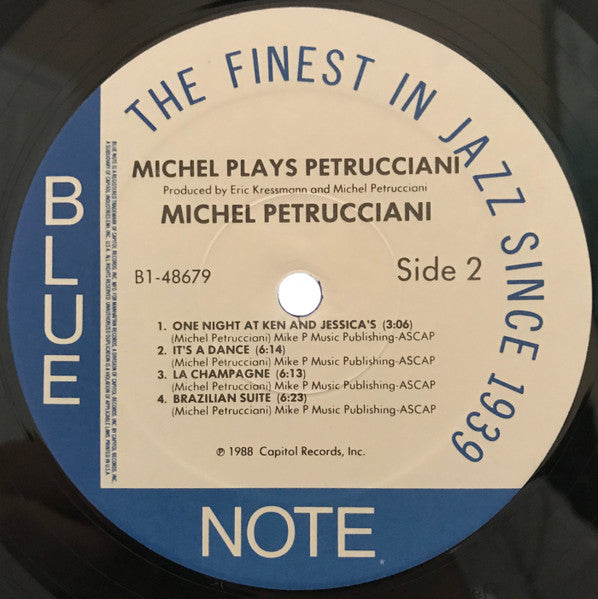 THE FINEST IN JAZZ SINCE 1939
MICHEL PLAYS PETRUCCIANI
Produced by Eric Kressmann and Michel Petrucciani
MICHEL PETRUCCIANI
B1-48679
Side 2
1. ONE NIGHT AT KEN AND JESSICA'S (3:06)
(Michel Petrucciani) Mike P Music Publishing-ASCAP
2. IT'S A DANCE (6:14)
(Michel Petrucciani) Mike P Music Publishing-ASCAP
3. LA CHAMPAGNE (6:13)
(Michel Petrucciani) Mike P Music Publishing-ASCAP
4. BRAZILIAN SUITE (6:23)
(Michel Petrucciani) Mike P Music Publishing-ASCAP
℗ 1988 Capitol Records, Inc.
BLUE
NOTE